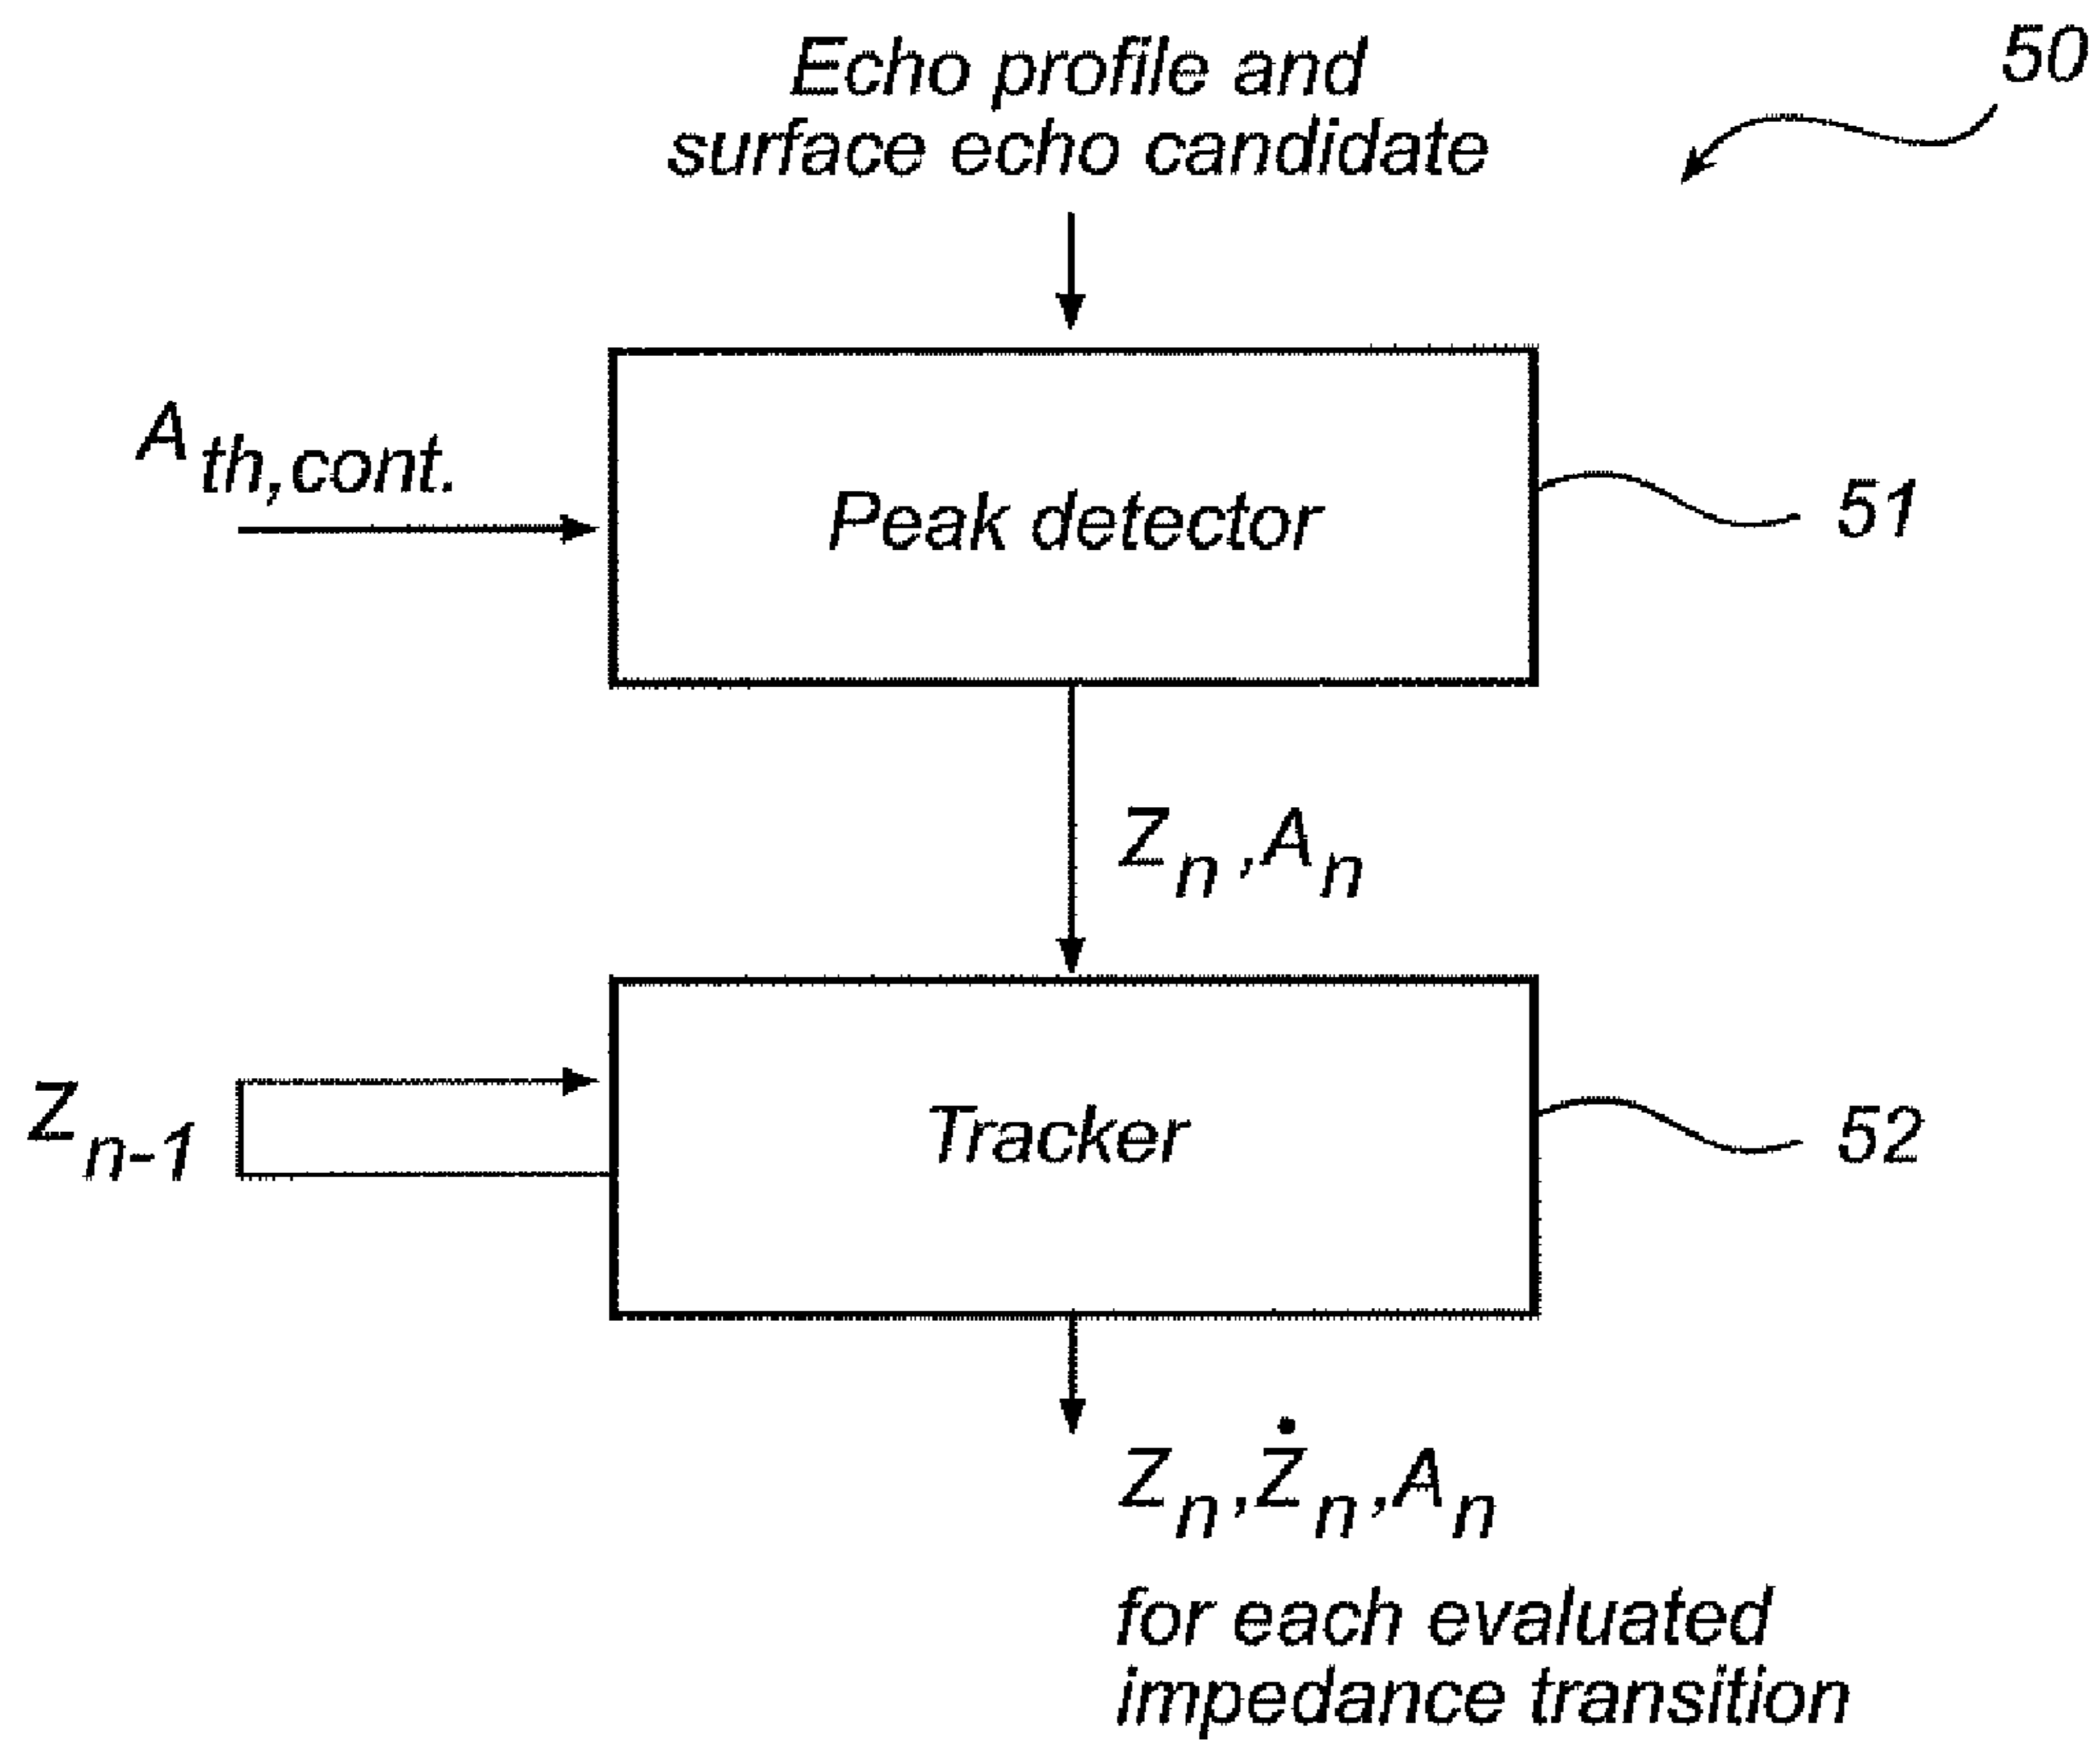 Echo profile and
surface echo candidate
50
A th,cont.
Peak detector
51
Z n ,A n
Z n-1
Tracker
52
Z n ,Ż n ,A n
for each evaluated
impedance transition